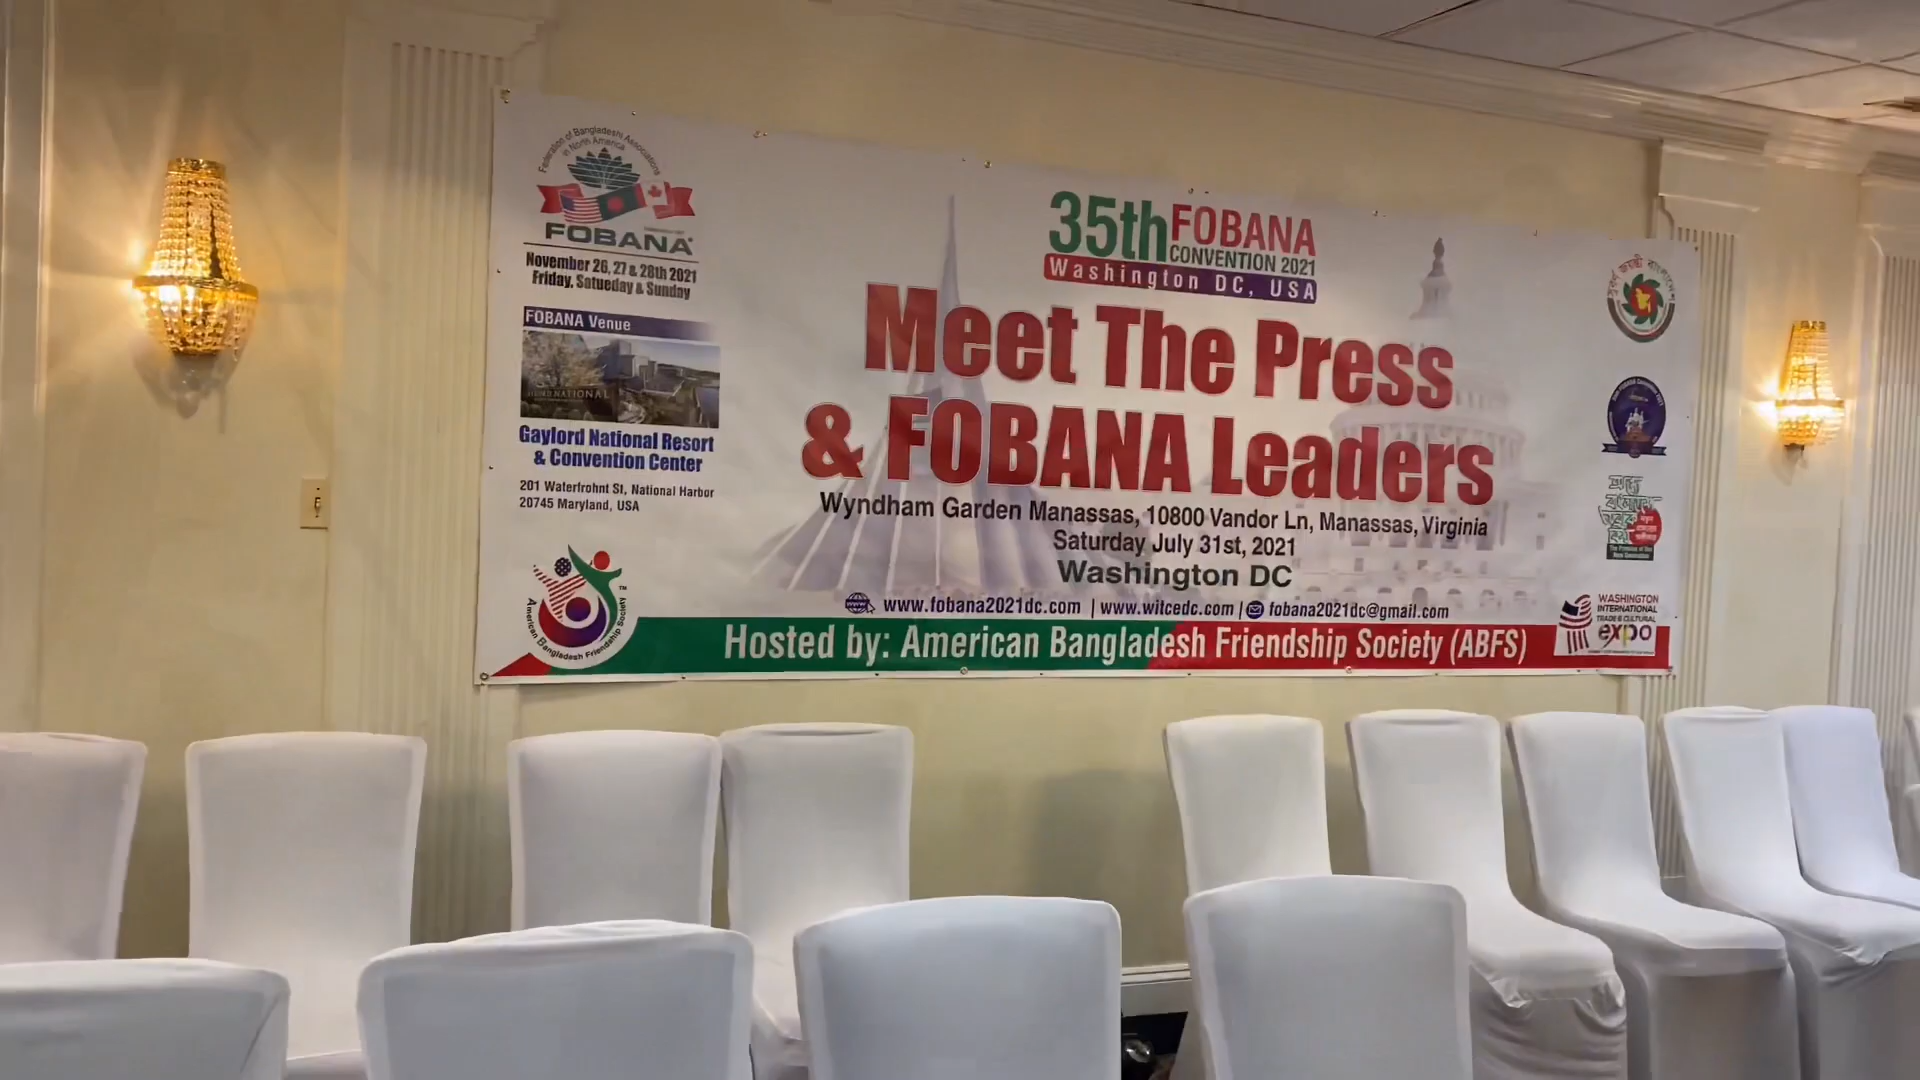 Federation of Bangladeshi Associations
in North America
FOBANA
November 26, 27 & 28th 2021
Friday, Satueday & Sunday
FOBANA Venue
Gaylord National Resort
& Convention Center
201 Waterfrohnt St, National Harbor
20745 Maryland, USA
American Bangladesh Friendship Society
TM
35th FOBANA
CONVENTION 2021
Washington DC, USA
Meet The Press
& FOBANA Leaders
Wyndham Garden Manassas, 10800 Vandor Ln, Manassas, Virginia
Saturday July 31st, 2021
Washington DC
www.fobana2021dc.com | www.witcedc.com | fobana2021dc@gmail.com
Hosted by: American Bangladesh Friendship Society (ABFS)
WASHINGTON
INTERNATIONAL
TRADE & CULTURAL
expo